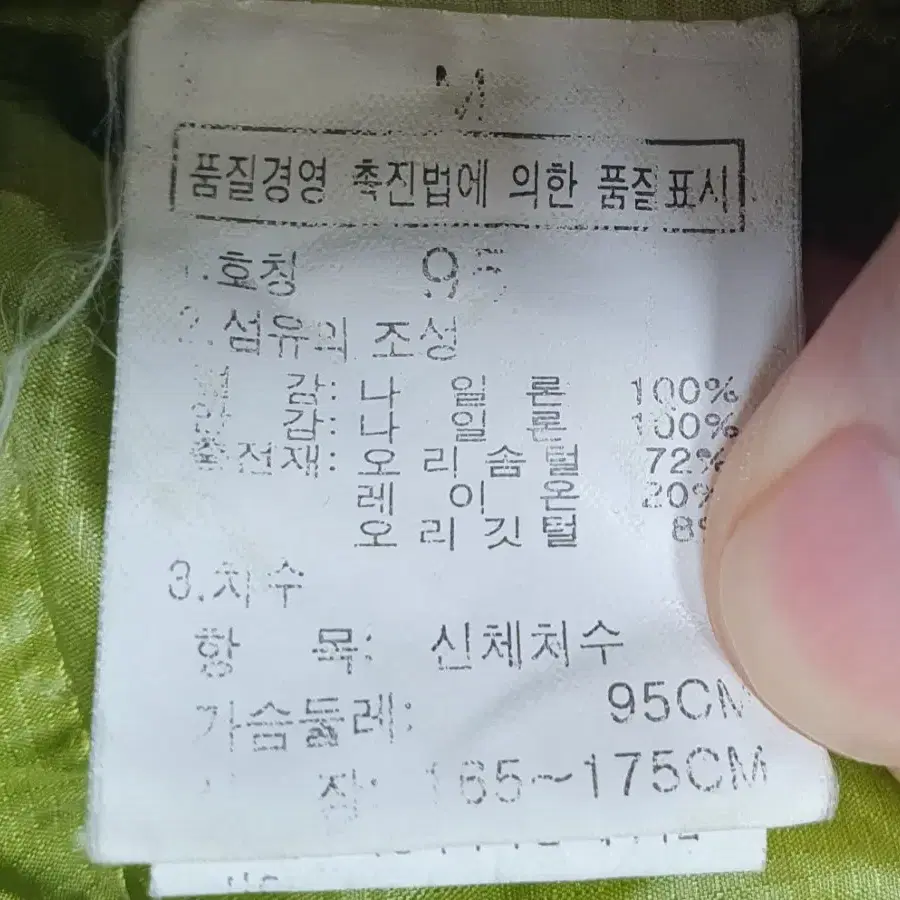 품질경영 촉진법에 의한 품질표시
1.호칭 95
2.섬유의 조성
겉 감: 나 일 론 100%
안 감: 나 일 론 100%
충전재: 오 리 솜 털 72%
레 이 온 20%
오 리 깃 털 8%
3.치수
항 목: 신체처수
가슴둘레: 95CM
신 장: 165~175CM